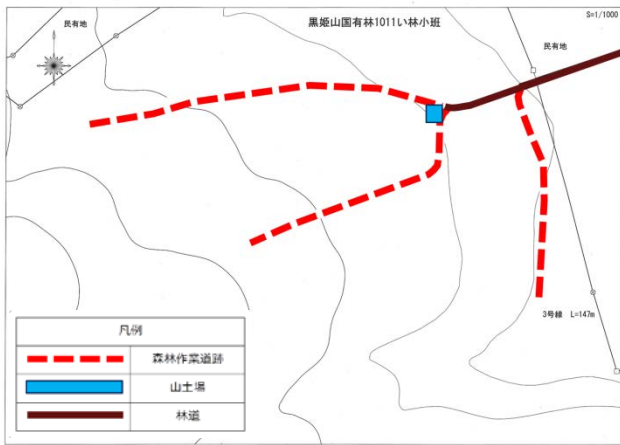 黒姫山国有林1011い林小班
S=1/1000
民有地
民有地
3号線 L=147m
凡例
森林作業道跡
山土場
林道